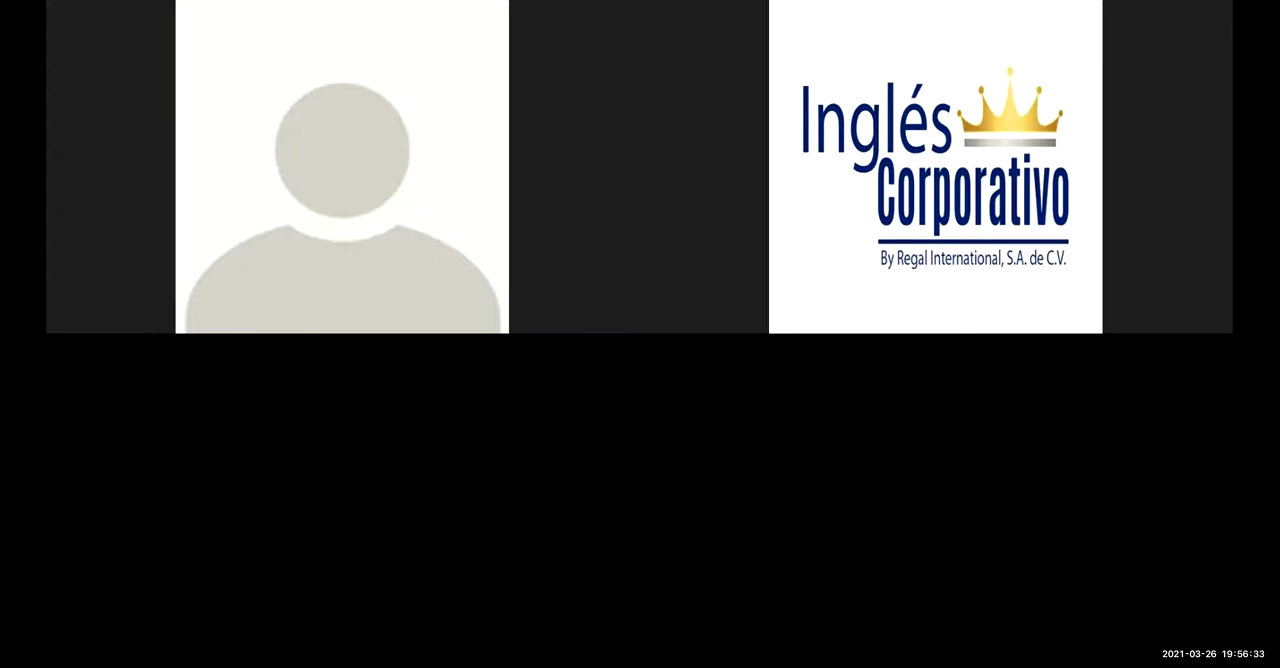 Inglés
Corporativo
By Regal International, S.A. de C.V.
2021-03-26 19:56:33